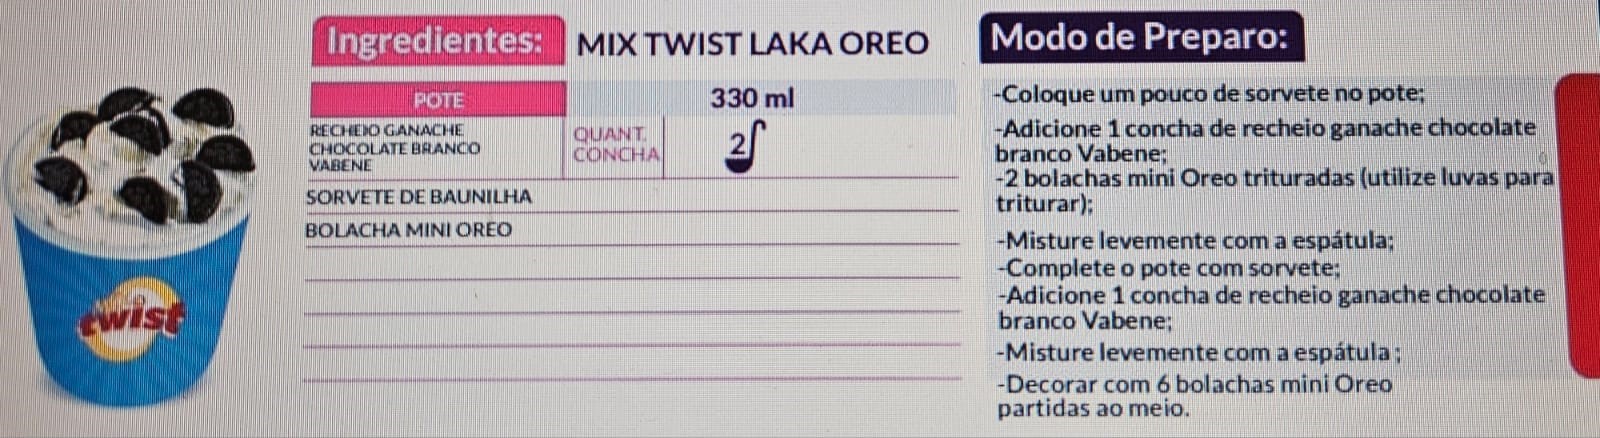 Ingredientes:
MIX TWIST LAKA OREO
POTE
330 ml
RECHEIO GANACHE
CHOCOLATE BRANCO
VABENE
QUANT.
CONCHA
2
SORVETE DE BAUNILHA
BOLACHA MINI OREO
twist
Modo de Preparo:
-Coloque um pouco de sorvete no pote;
-Adicione 1 concha de recheio ganache chocolate
branco Vabene;
-2 bolachas mini Oreo trituradas (utilize luvas para
triturar);
-Misture levemente com a espátula;
-Complete o pote com sorvete;
-Adicione 1 concha de recheio ganache chocolate
branco Vabene;
-Misture levemente com a espátula ;
-Decorar com 6 bolachas mini Oreo
partidas ao meio.